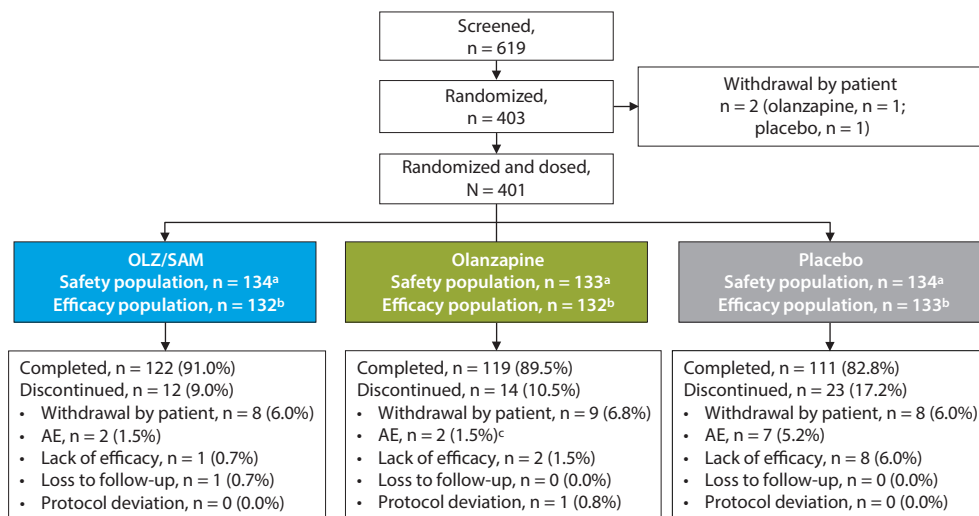 Screened,
n = 619
Randomized,
n = 403
Withdrawal by patient
n = 2 (olanzapine, n = 1;
placebo, n = 1)
Randomized and dosed,
N = 401
OLZ/SAM
Safety population, n = 134a
Efficacy population, n = 132b
Olanzapine
Safety population, n = 133a
Efficacy population, n = 132b
Placebo
Safety population, n = 134a
Efficacy population, n = 133b
Completed, n = 122 (91.0%)
Discontinued, n = 12 (9.0%)
• Withdrawal by patient, n = 8 (6.0%)
• AE, n = 2 (1.5%)
• Lack of efficacy, n = 1 (0.7%)
• Loss to follow-up, n = 1 (0.7%)
• Protocol deviation, n = 0 (0.0%)
Completed, n = 119 (89.5%)
Discontinued, n = 14 (10.5%)
• Withdrawal by patient, n = 9 (6.8%)
• AE, n = 2 (1.5%)c
• Lack of efficacy, n = 2 (1.5%)
• Loss to follow-up, n = 0 (0.0%)
• Protocol deviation, n = 1 (0.8%)
Completed, n = 111 (82.8%)
Discontinued, n = 23 (17.2%)
• Withdrawal by patient, n = 8 (6.0%)
• AE, n = 7 (5.2%)
• Lack of efficacy, n = 8 (6.0%)
• Loss to follow-up, n = 0 (0.0%)
• Protocol deviation, n = 0 (0.0%)